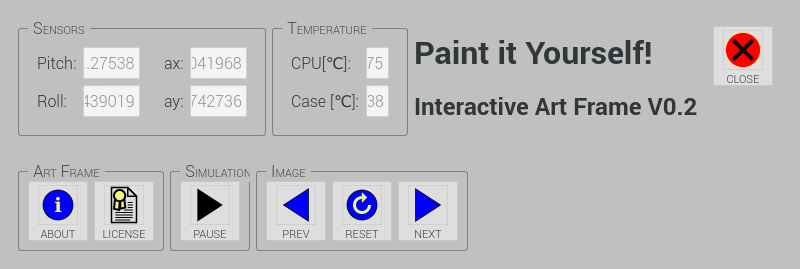 Sensors
Pitch: .27538 ax: 041968
Roll: 439019 ay: 742736
Temperature
CPU[°C]: 75
Case [°C]: 38
Paint it Yourself!
Interactive Art Frame V0.2
CLOSE
Art Frame
ABOUT LICENSE
Simulation
PAUSE
Image
PREV RESET NEXT